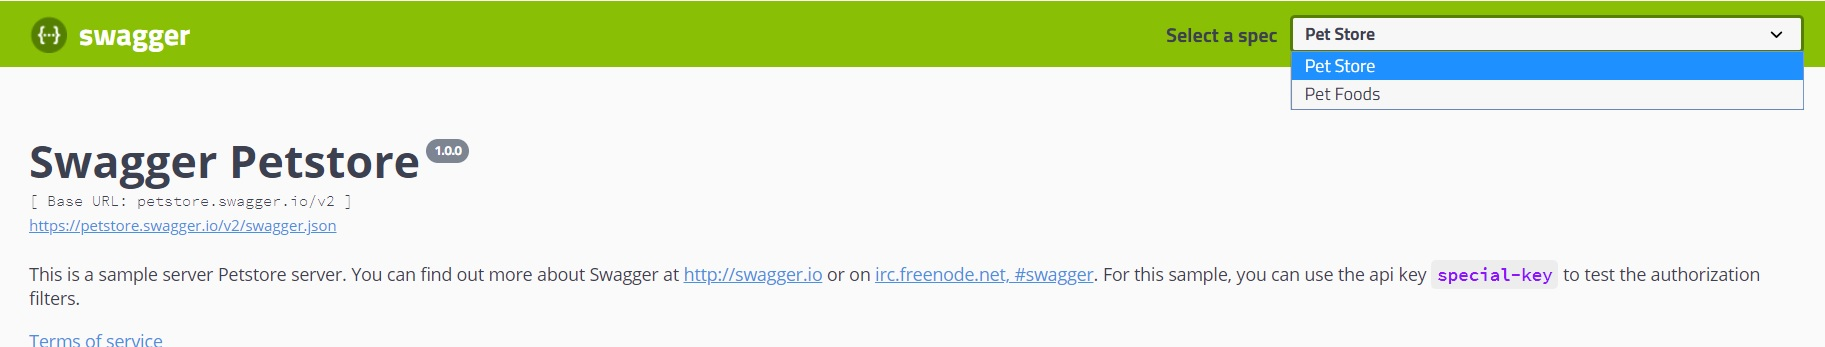 {···} swagger
Select a spec
Pet Store
Pet Store
Pet Foods
Swagger Petstore 1.0.0
[ Base URL: petstore.swagger.io/v2 ]
https://petstore.swagger.io/v2/swagger.json
This is a sample server Petstore server. You can find out more about Swagger at http://swagger.io or on irc.freenode.net, #swagger. For this sample, you can use the api key special-key to test the authorization
filters.
Terms of service